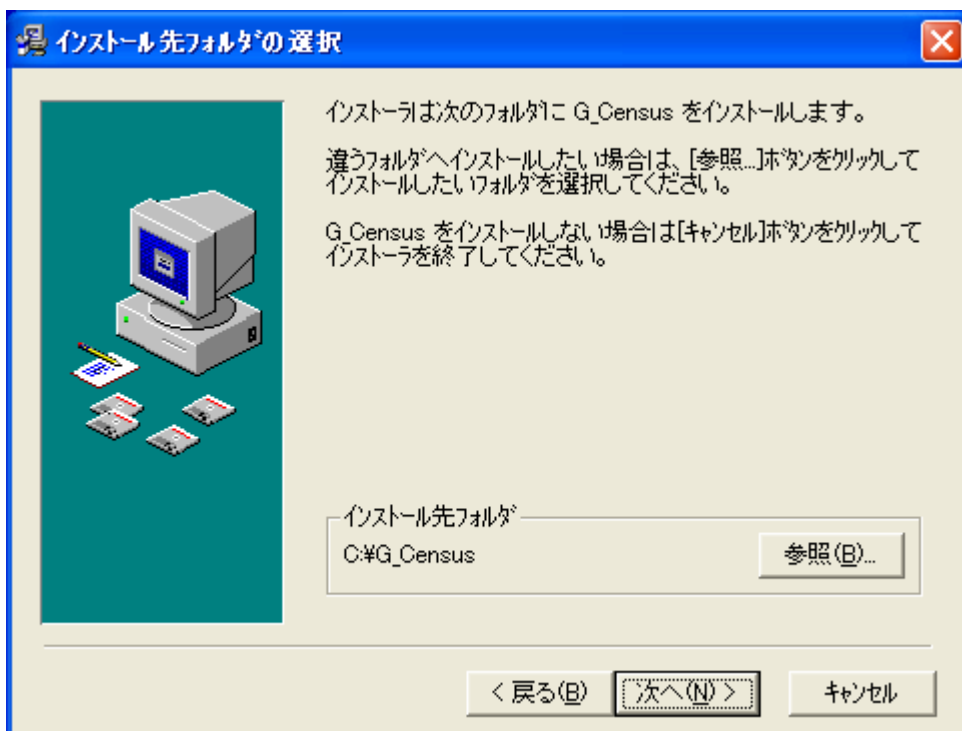 インストール先フォルダの選択
インストーラは次のフォルダに G_Census をインストールします。
違うフォルダへインストールしたい場合は、[参照...]ボタンをクリックして
インストールしたいフォルダを選択してください。
G_Census をインストールしない場合は[キャンセル]ボタンをクリックして
インストーラを終了してください。
インストール先フォルダ
C:¥G_Census
参照(B)...
< 戻る(B)
次へ(N) >
キャンセル